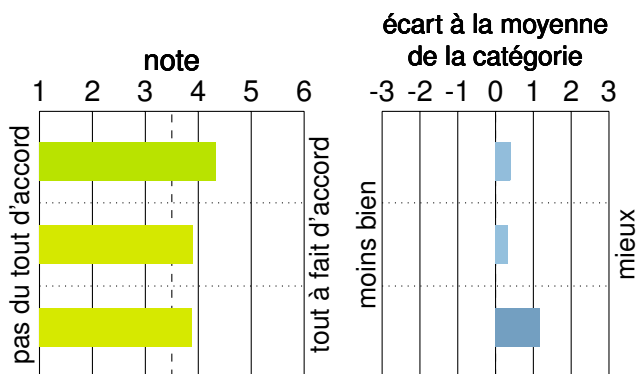 note
1 2 3 4 5 6
pas du tout d'accord
tout à fait d'accord
écart à la moyenne
de la catégorie
-3 -2 -1 0 1 2 3
moins bien
mieux